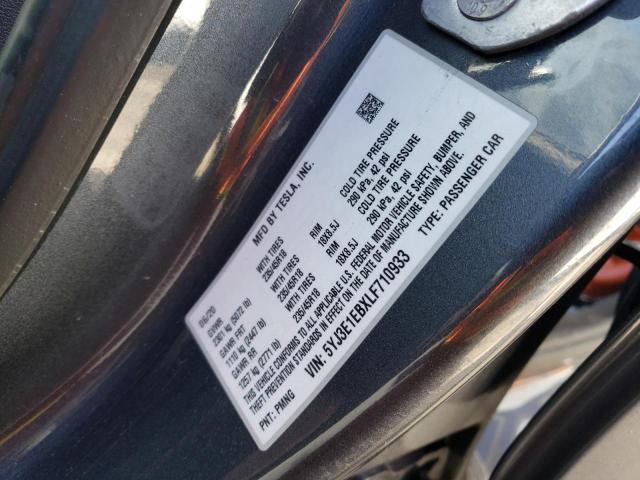 MFD BY TESLA, INC.
06/20
GVWR
2301 kg (5072 lb)
GAWR FRT WITH TIRES RIM COLD TIRE PRESSURE
1110 kg (2447 lb) 235/45R18 18X8.5J 290 kPa, 42 psi
GAWR RR WITH TIRES RIM COLD TIRE PRESSURE
1257 kg (2771 lb) 235/45R18 18X8.5J 290 kPa, 42 psi
THIS VEHICLE CONFORMS TO ALL APPLICABLE U.S. FEDERAL MOTOR VEHICLE SAFETY, BUMPER, AND
THEFT PREVENTION STANDARDS IN EFFECT ON THE DATE OF MANUFACTURE SHOWN ABOVE.
PNT: PMNG VIN: 5YJ3E1EBXLF710933 TYPE: PASSENGER CAR